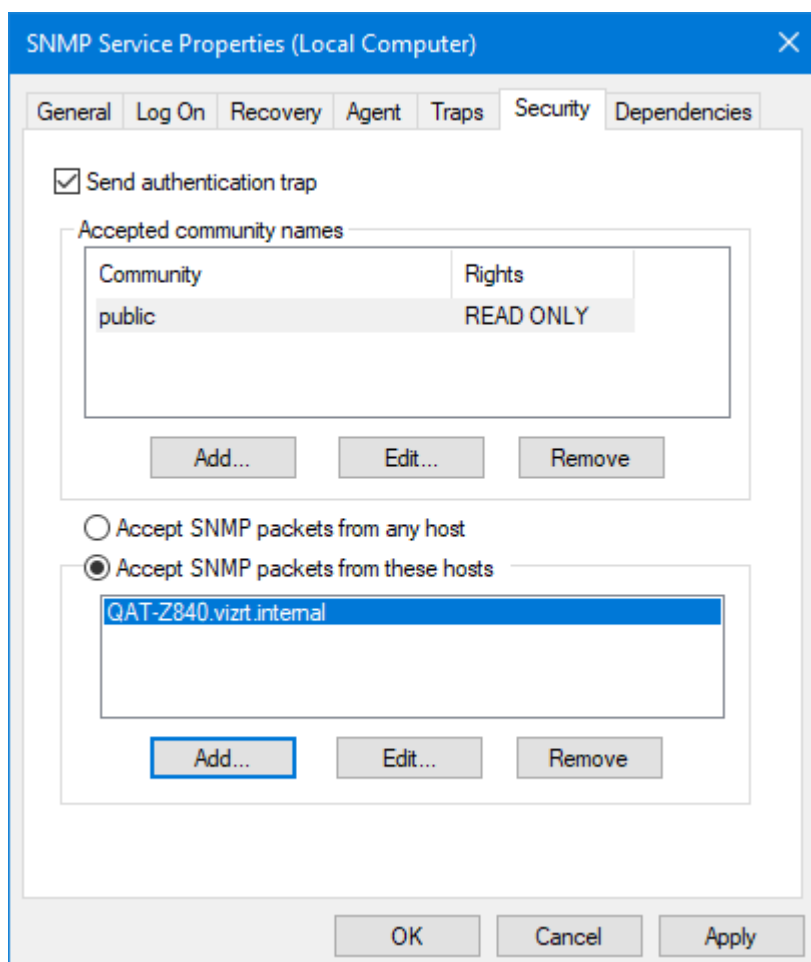 SNMP Service Properties (Local Computer)
General Log On Recovery Agent Traps Security Dependencies
Send authentication trap
Accepted community names
Community Rights
public READ ONLY
Add... Edit... Remove
Accept SNMP packets from any host
Accept SNMP packets from these hosts
QAT-Z840.vizrt.internal
Add... Edit... Remove
OK Cancel Apply